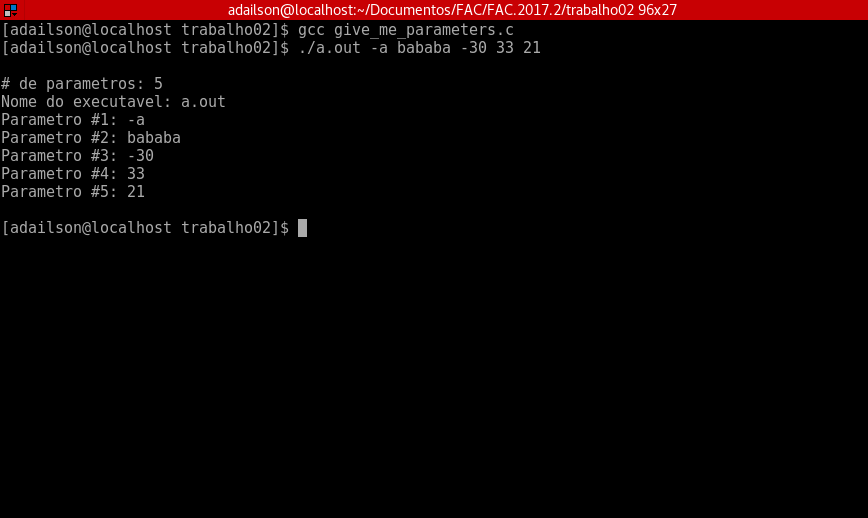 adailson@localhost:~/Documentos/FAC/FAC.2017.2/trabalho02 96x27
[adailson@localhost trabalho02]$ gcc give_me_parameters.c
[adailson@localhost trabalho02]$ ./a.out -a bababa -30 33 21
# de parametros: 5
Nome do executavel: a.out
Parametro #1: -a
Parametro #2: bababa
Parametro #3: -30
Parametro #4: 33
Parametro #5: 21
[adailson@localhost trabalho02]$